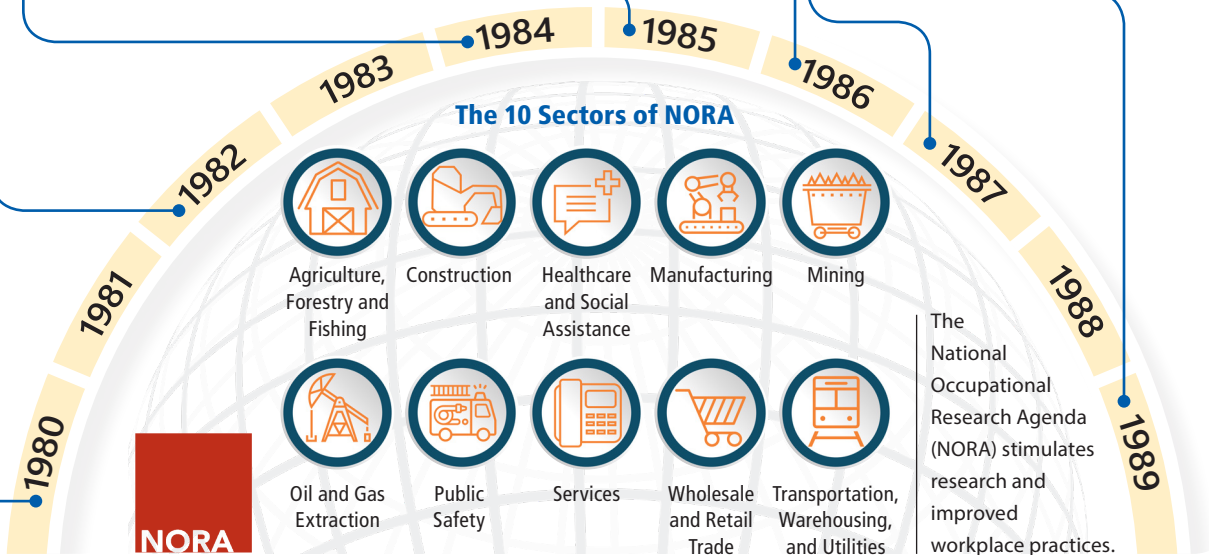 1984
1985
1983
1986
The 10 Sectors of NORA
1982
1987
Agriculture,
Forestry and
Fishing
Construction
Healthcare
and Social
Assistance
Manufacturing
Mining
1981
1988
The
National
Occupational
Research Agenda
(NORA) stimulates
research and
improved
workplace practices.
1980
1989
Oil and Gas
Extraction
Public
Safety
Services
Wholesale
and Retail
Trade
Transportation,
Warehousing,
and Utilities
NORA